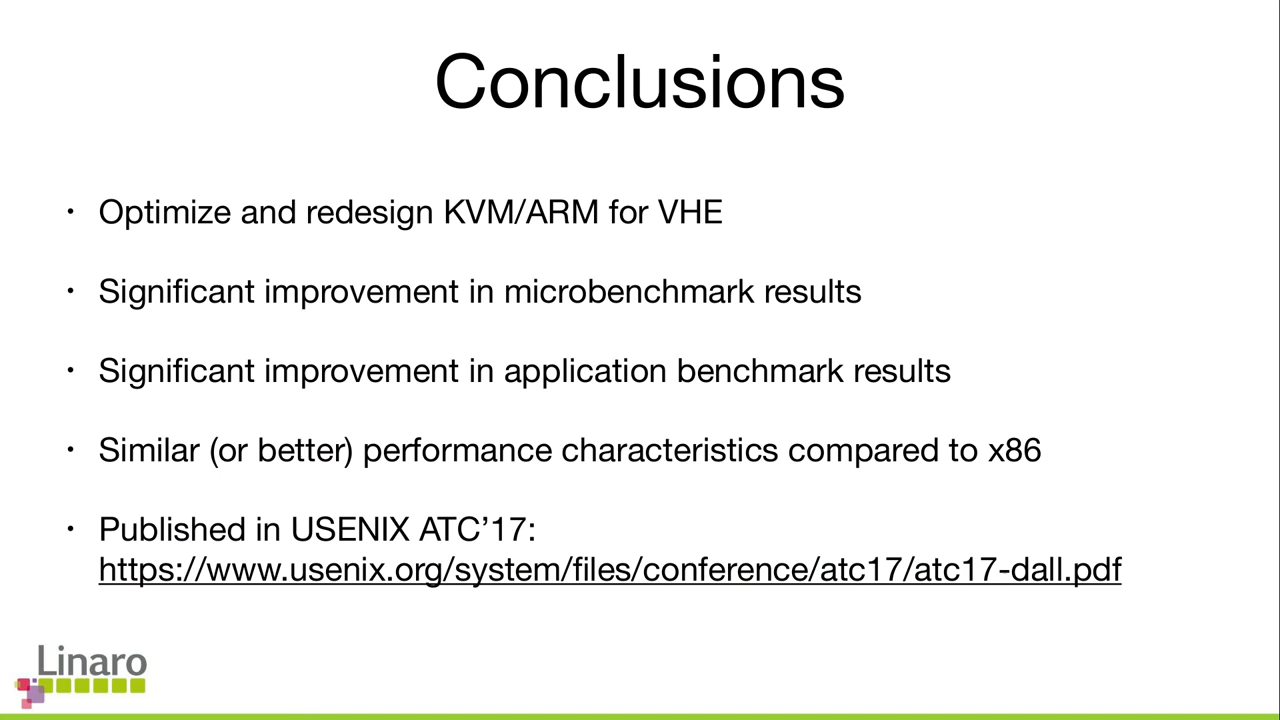 Conclusions
• Optimize and redesign KVM/ARM for VHE
• Significant improvement in microbenchmark results
• Significant improvement in application benchmark results
• Similar (or better) performance characteristics compared to x86
• Published in USENIX ATC’17:
https://www.usenix.org/system/files/conference/atc17/atc17-dall.pdf
Linaro